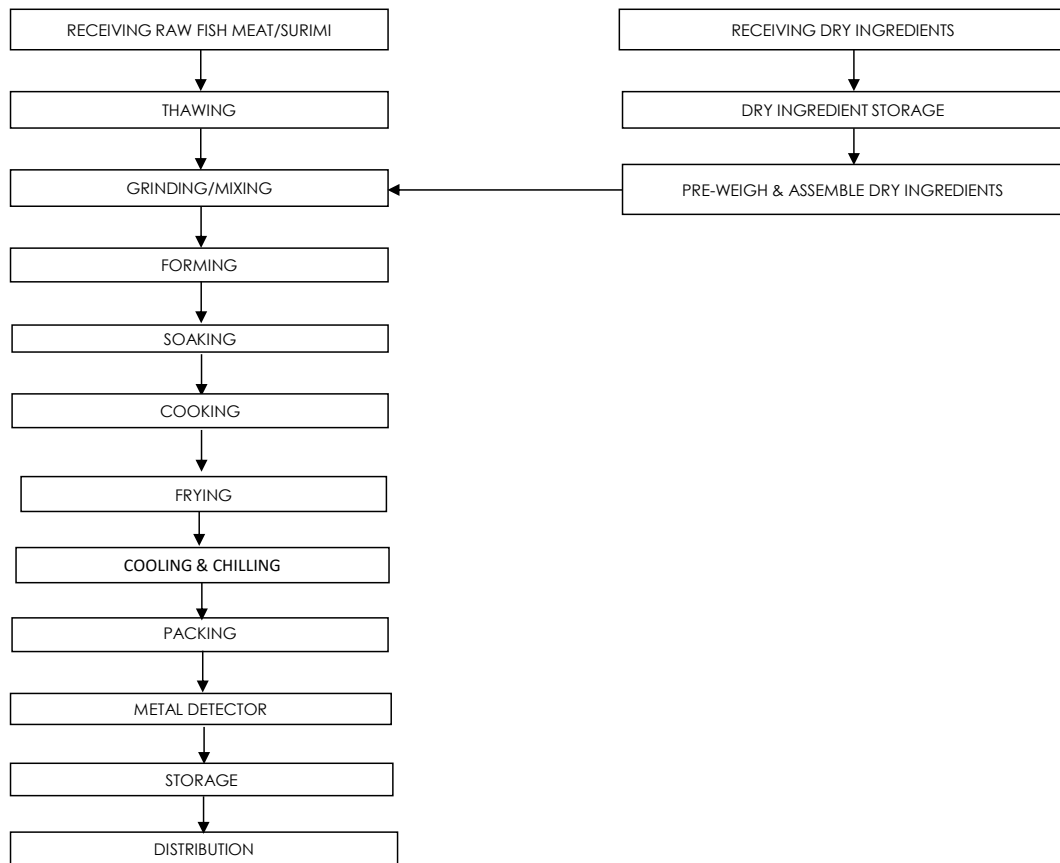 RECEIVING RAW FISH MEAT/SURIMI
RECEIVING DRY INGREDIENTS
THAWING
DRY INGREDIENT STORAGE
GRINDING/MIXING
PRE-WEIGH & ASSEMBLE DRY INGREDIENTS
FORMING
SOAKING
COOKING
FRYING
COOLING & CHILLING
PACKING
METAL DETECTOR
STORAGE
DISTRIBUTION